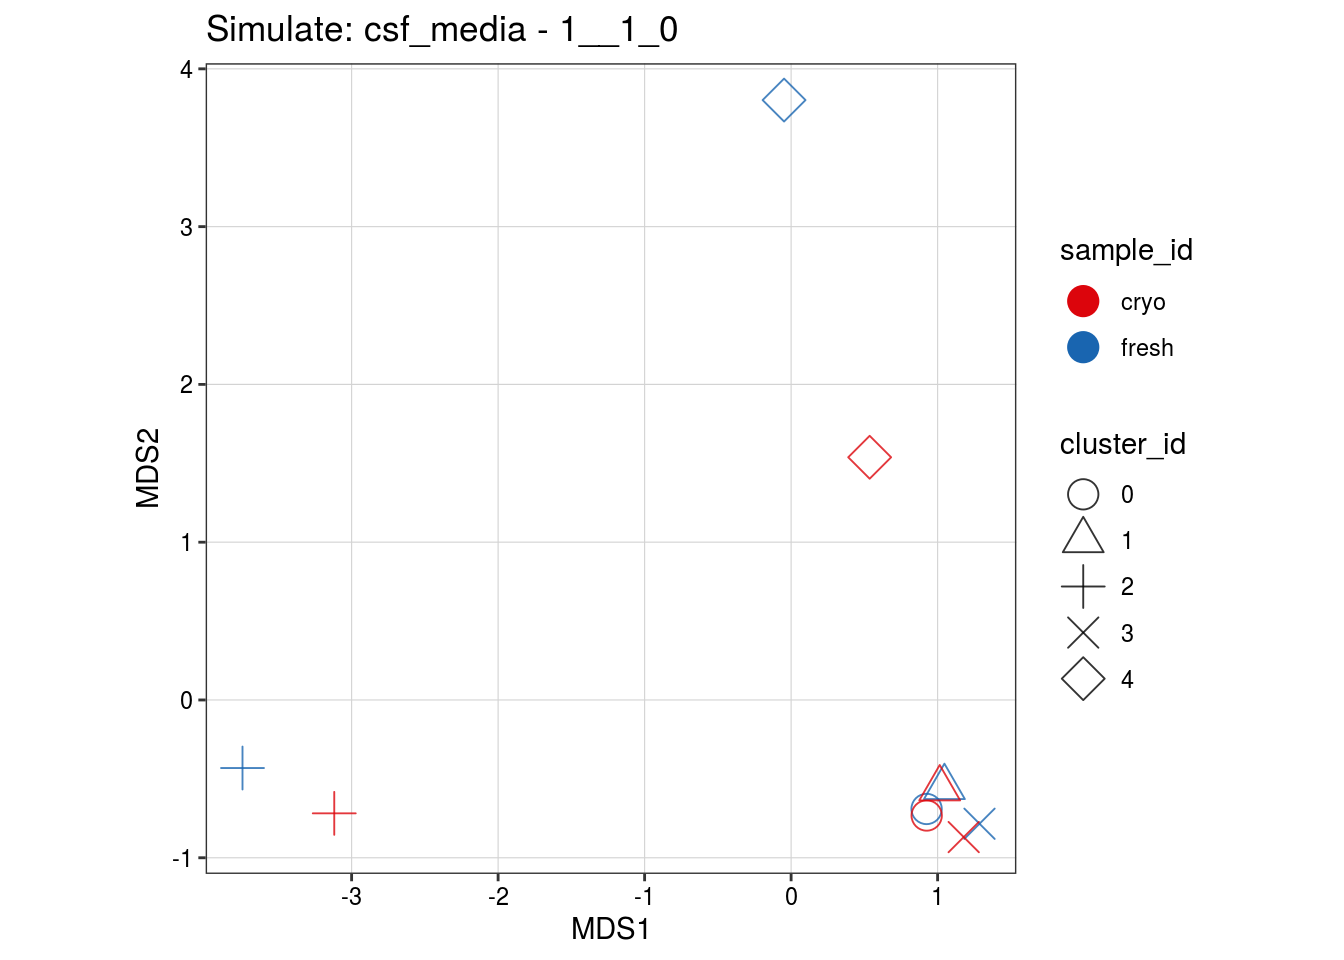 Simulate: csf_media - 1__1_0
4
3
2
1
0
-1
MDS2
-3
-2
-1
0
1
MDS1
sample_id
cryo
fresh
cluster_id
0
1
2
3
4